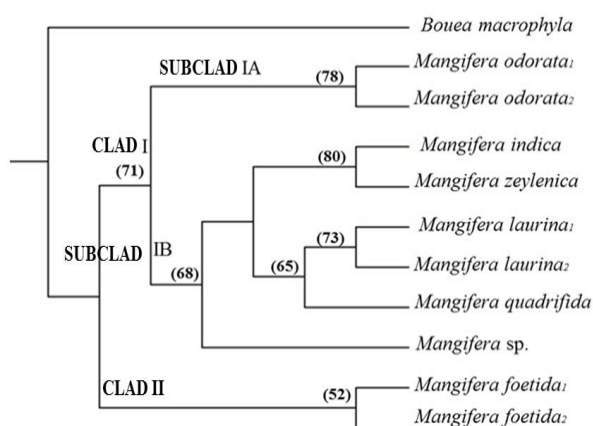 Bouea macrophyla
Mangifera odorata1
SUBCLAD IA (78)
Mangifera odorata2
CLAD I
(71)
Mangifera indica
(80)
Mangifera zeylenica
Mangifera laurina1
(73)
SUBCLAD IB
(68) (65)
Mangifera laurina2
Mangifera quadrifida
Mangifera sp.
CLAD II
(52)
Mangifera foetida1
Mangifera foetida2